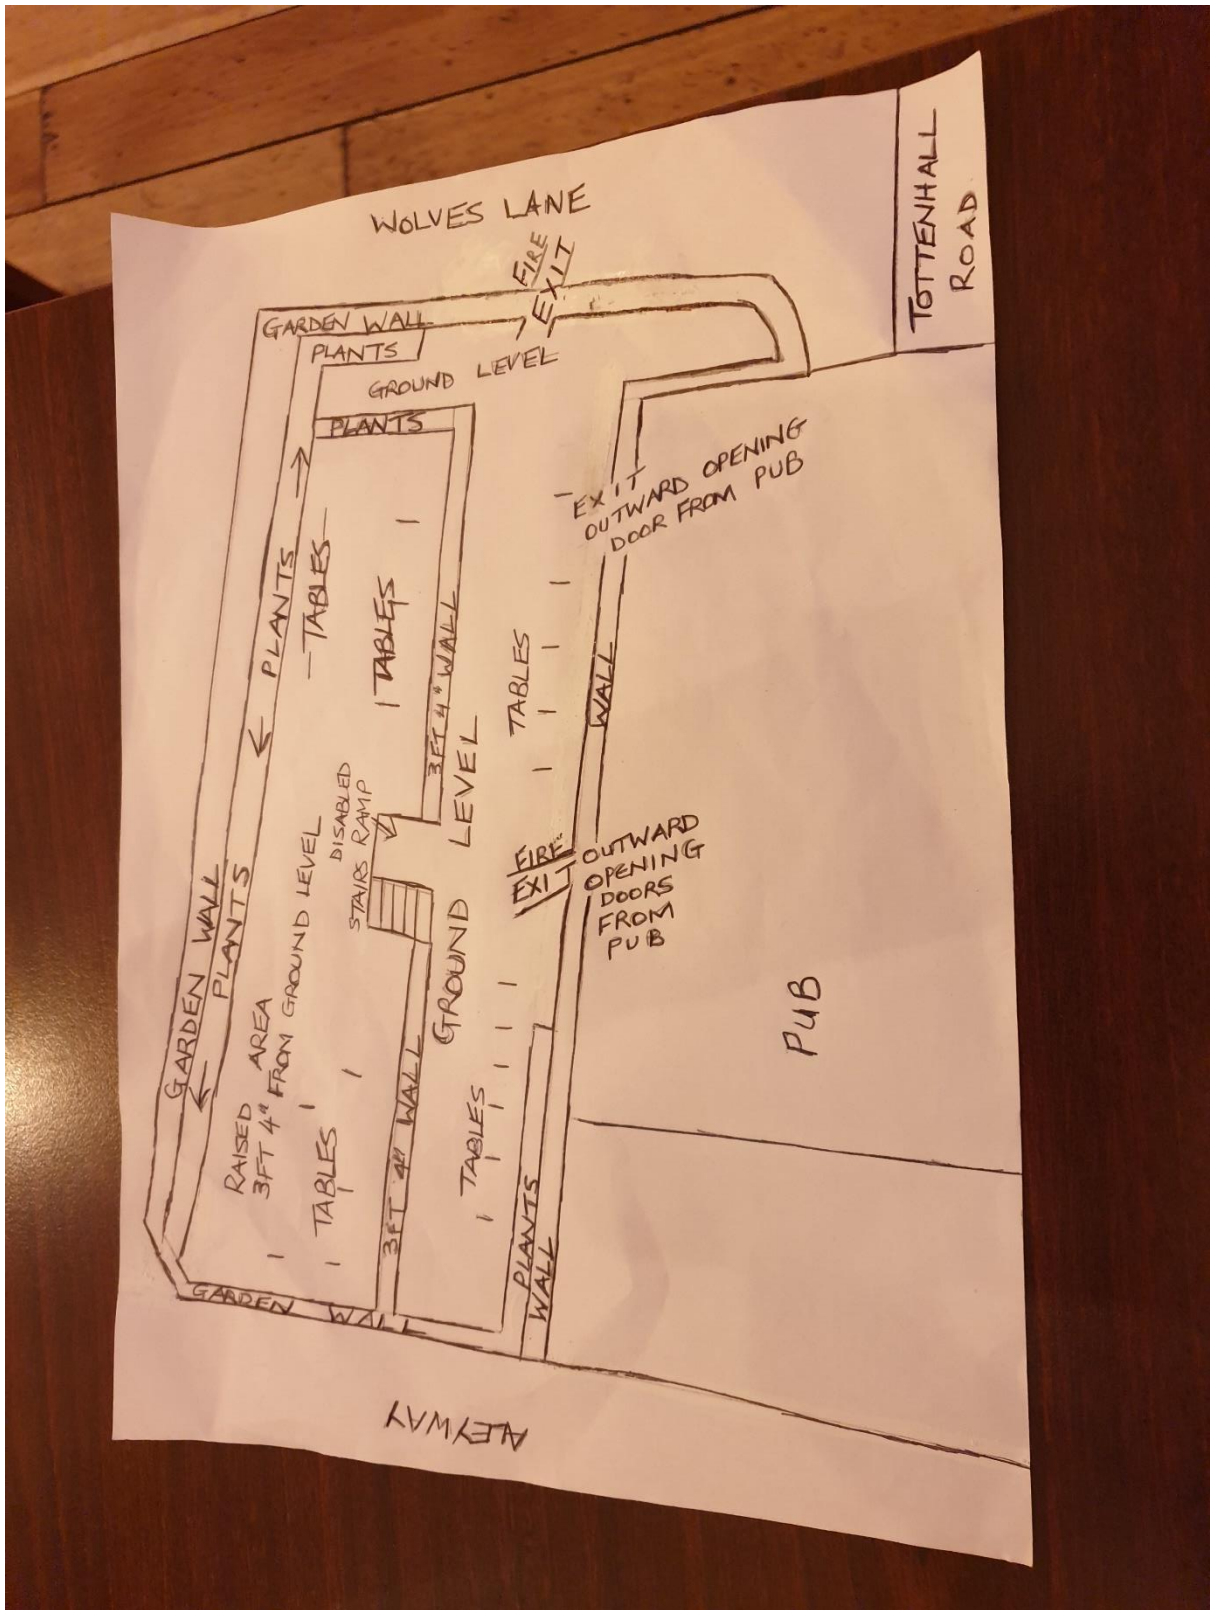 WOLVES LANE
TOTTENHALL
ROAD
FIRE
EXIT
GARDEN WALL
PLANTS
GROUND LEVEL
PLANTS
EXIT
OUTWARD OPENING
DOOR FROM PUB
PLANTS
TABLES
TABLES
3FT 4" WALL
TABLES
WALL
GROUND LEVEL
DISABLED
STAIRS RAMP
FIRE
EXIT
OUTWARD
OPENING
DOORS
FROM
PUB
GARDEN WALL
PLANTS
RAISED AREA
3FT 4" FROM GROUND LEVEL
TABLES
3FT 4" WALL
TABLES
PLANTS
WALL
PUB
GARDEN WALL
ALEYWAY